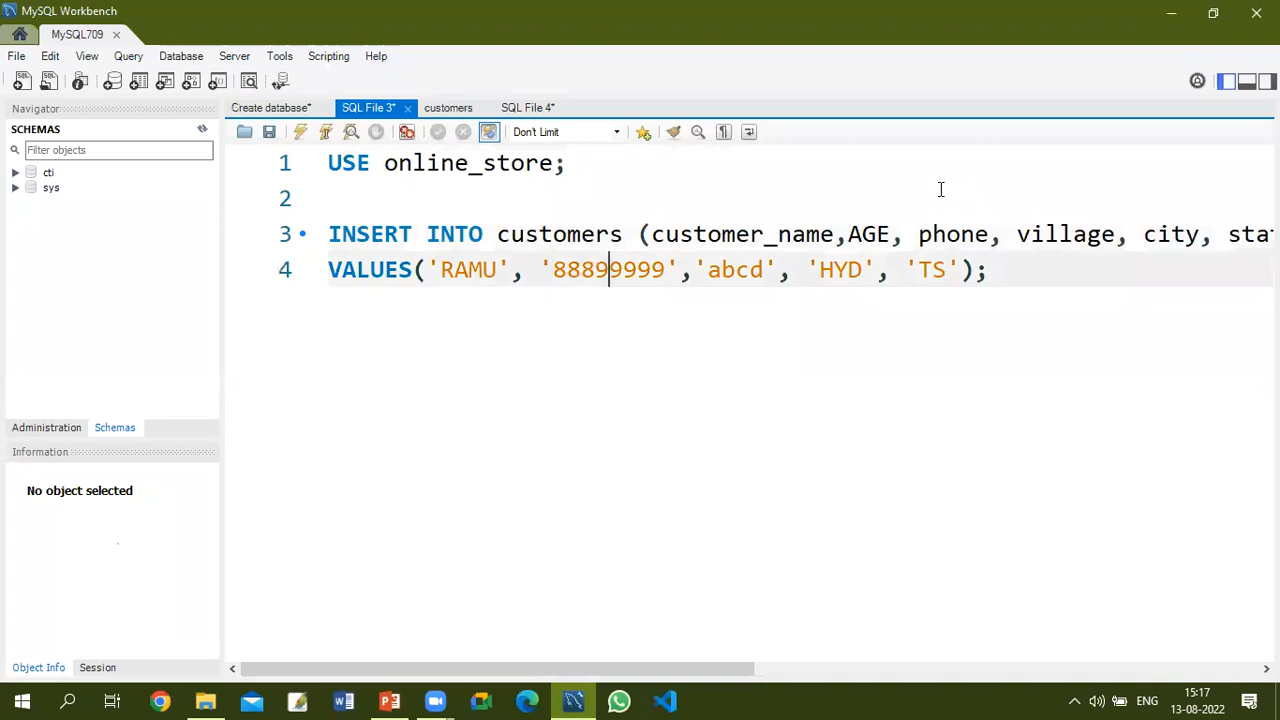 MySQL Workbench
MySQL709
File Edit View Query Database Server Tools Scripting Help
Navigator
SCHEMAS
Filter objects
cti
sys
Administration Schemas
Information
No object selected
Object Info Session
Create database* SQL File 3* customers SQL File 4*
Don't Limit
1 USE online_store;
2
3 INSERT INTO customers (customer_name,AGE, phone, village, city, sta
4 VALUES('RAMU', '88899999','abcd', 'HYD', 'TS');
ENG
15:17
13-08-2022